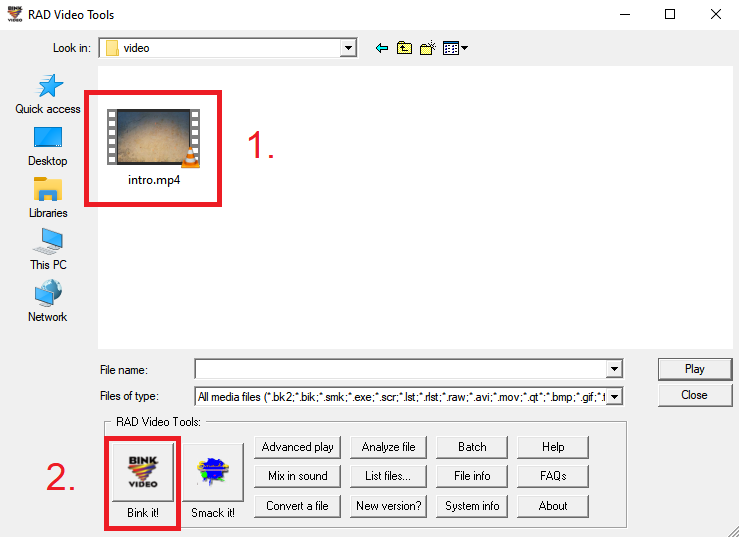 RAD Video Tools
Look in: video
Quick access
Desktop
Libraries
This PC
Network
intro.mp4
1.
File name:
Play
Files of type: All media files (*.bk2;*.bik;*.smk;*.exe;*.scr;*.lst;*.rlst;*.raw;*.avi;*.mov;*.qt*;*.bmp;*.gif;*.t
Close
RAD Video Tools:
2.
BINK
VIDEO
Bink it!
Smack it!
Advanced play
Analyze file
Batch
Help
Mix in sound
List files...
File info
FAQs
Convert a file
New version?
System info
About